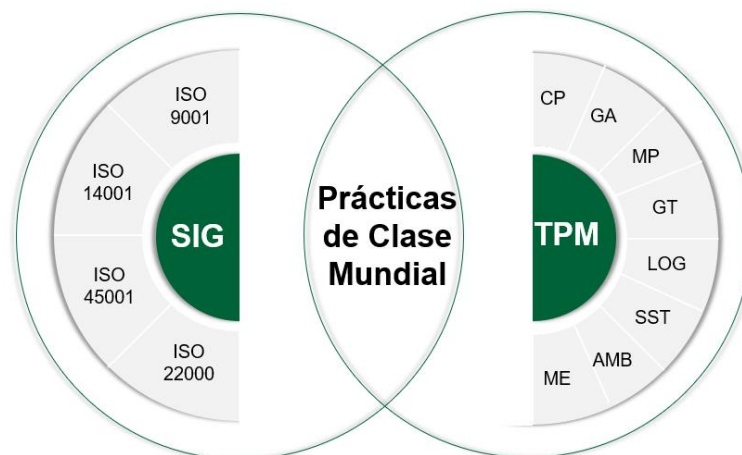 ISO
9001
ISO
14001
SIG
ISO
45001
ISO
22000
Prácticas
de Clase
Mundial
CP
GA
MP
GT
TPM
LOG
SST
AMB
ME